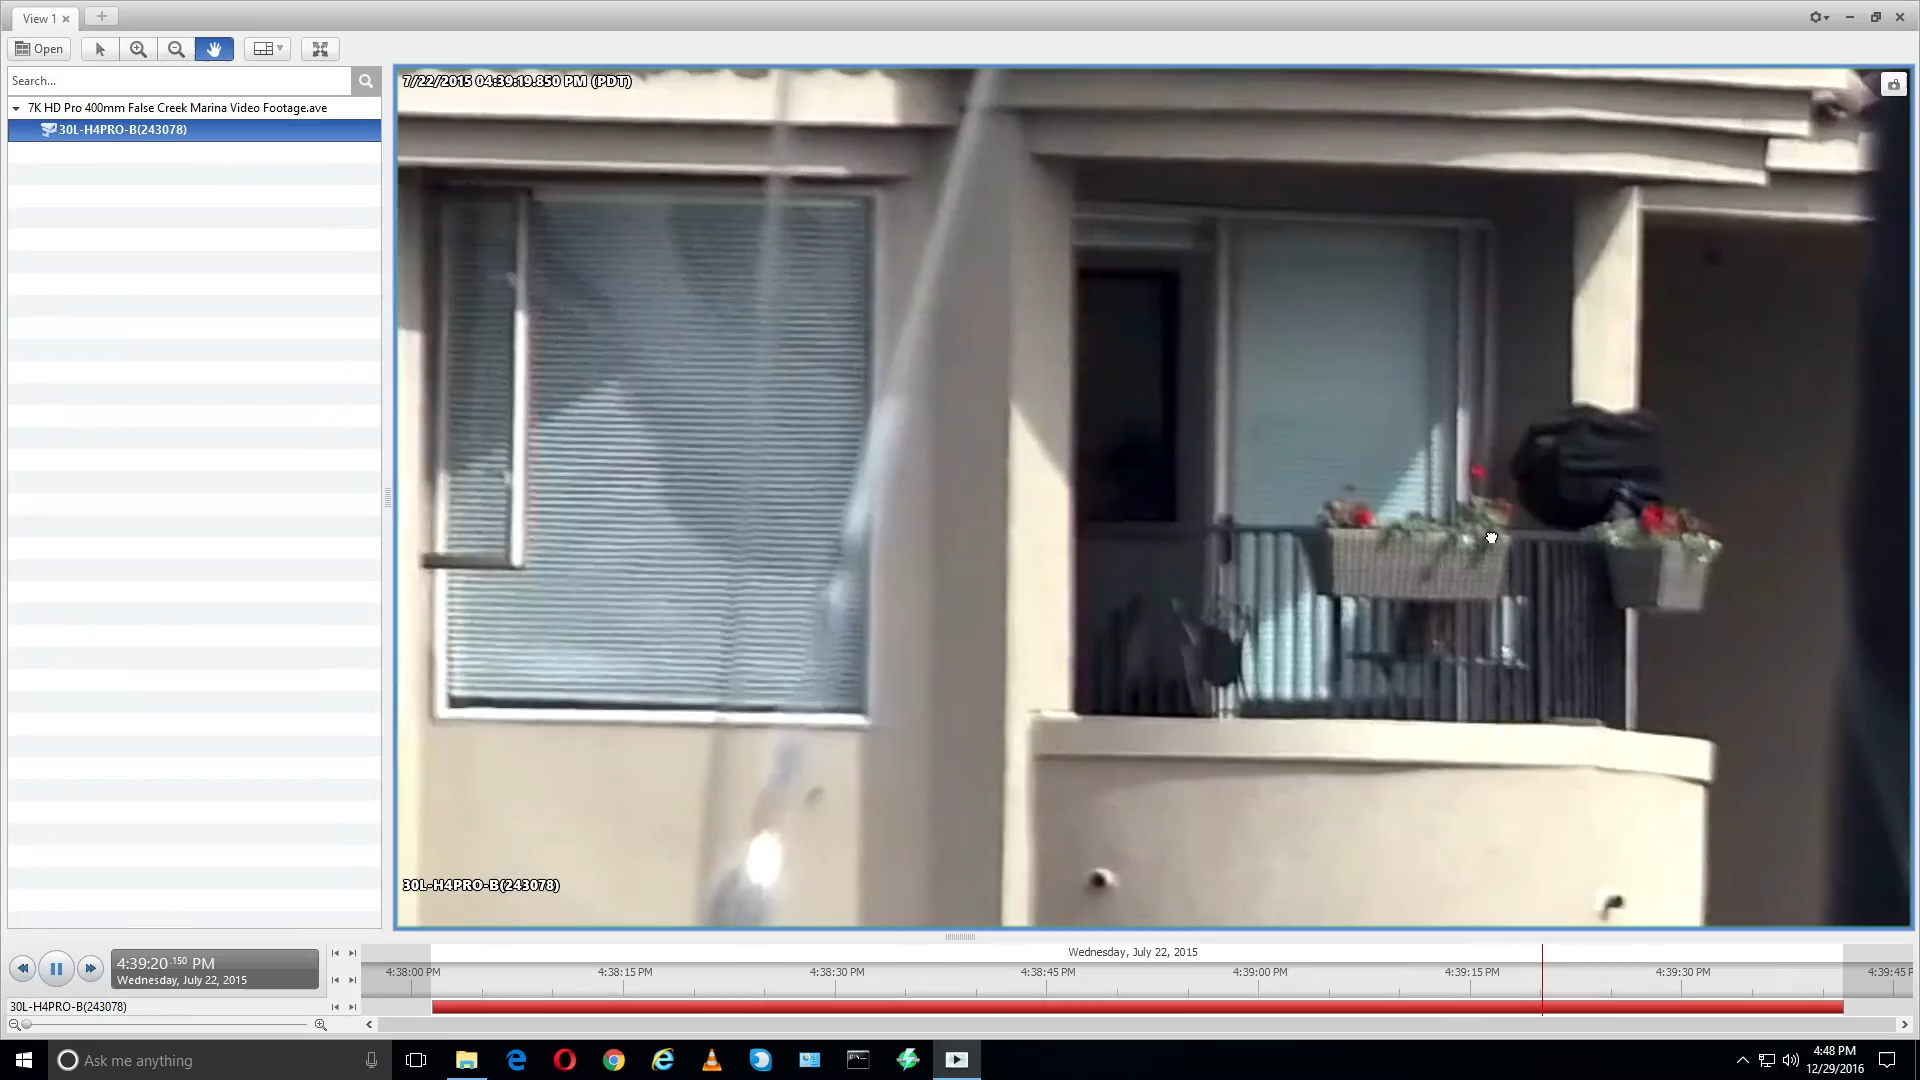 View 1
Open
Search...
7K HD Pro 400mm False Creek Marina Video Footage.ave
30L-H4PRO-B(243078)
7/22/2015 04:39:19.850 PM (PDT)
30L-H4PRO-B(243078)
4:39:20.150 PM
Wednesday, July 22, 2015
Wednesday, July 22, 2015
4:38:00 PM 4:38:15 PM 4:38:30 PM 4:38:45 PM 4:39:00 PM 4:39:15 PM 4:39:30 PM 4:39:45 P
30L-H4PRO-B(243078)
Ask me anything
4:48 PM
12/29/2016